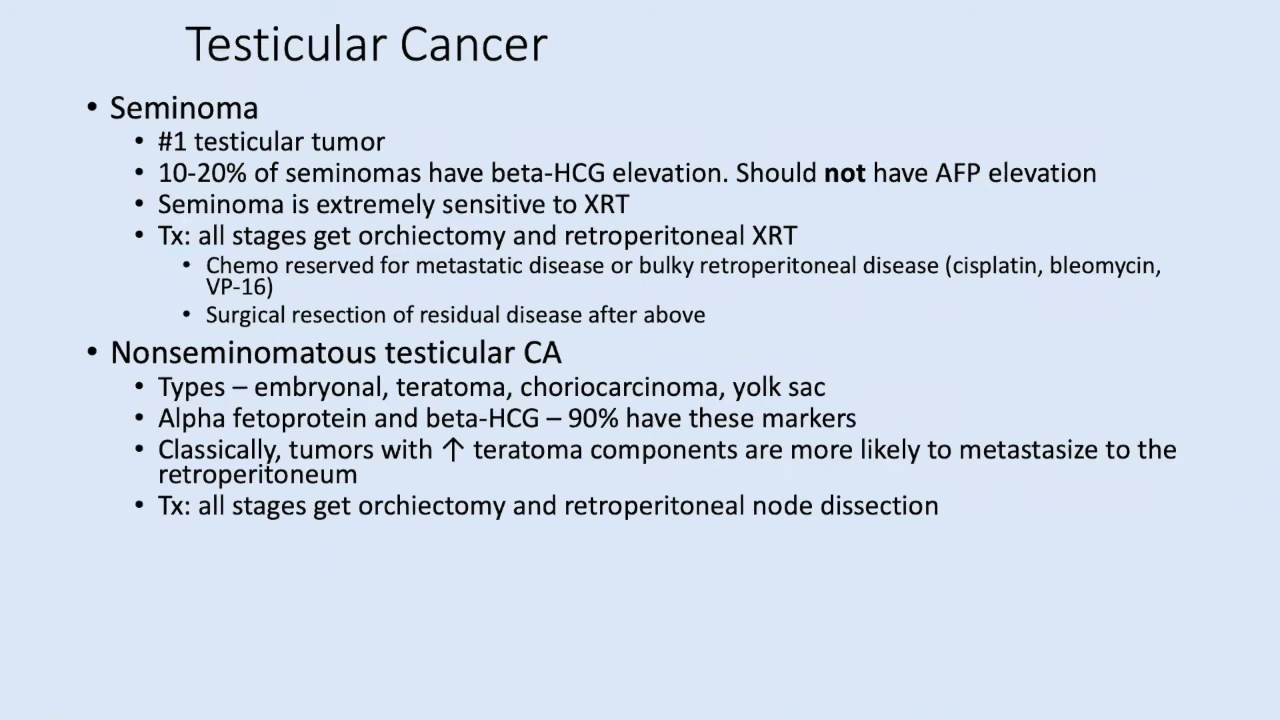 Testicular Cancer
• Seminoma
• #1 testicular tumor
• 10-20% of seminomas have beta-HCG elevation. Should not have AFP elevation
• Seminoma is extremely sensitive to XRT
• Tx: all stages get orchiectomy and retroperitoneal XRT
• Chemo reserved for metastatic disease or bulky retroperitoneal disease (cisplatin, bleomycin,
VP-16)
• Surgical resection of residual disease after above
• Nonseminomatous testicular CA
• Types – embryonal, teratoma, choriocarcinoma, yolk sac
• Alpha fetoprotein and beta-HCG – 90% have these markers
• Classically, tumors with ↑ teratoma components are more likely to metastasize to the
retroperitoneum
• Tx: all stages get orchiectomy and retroperitoneal node dissection